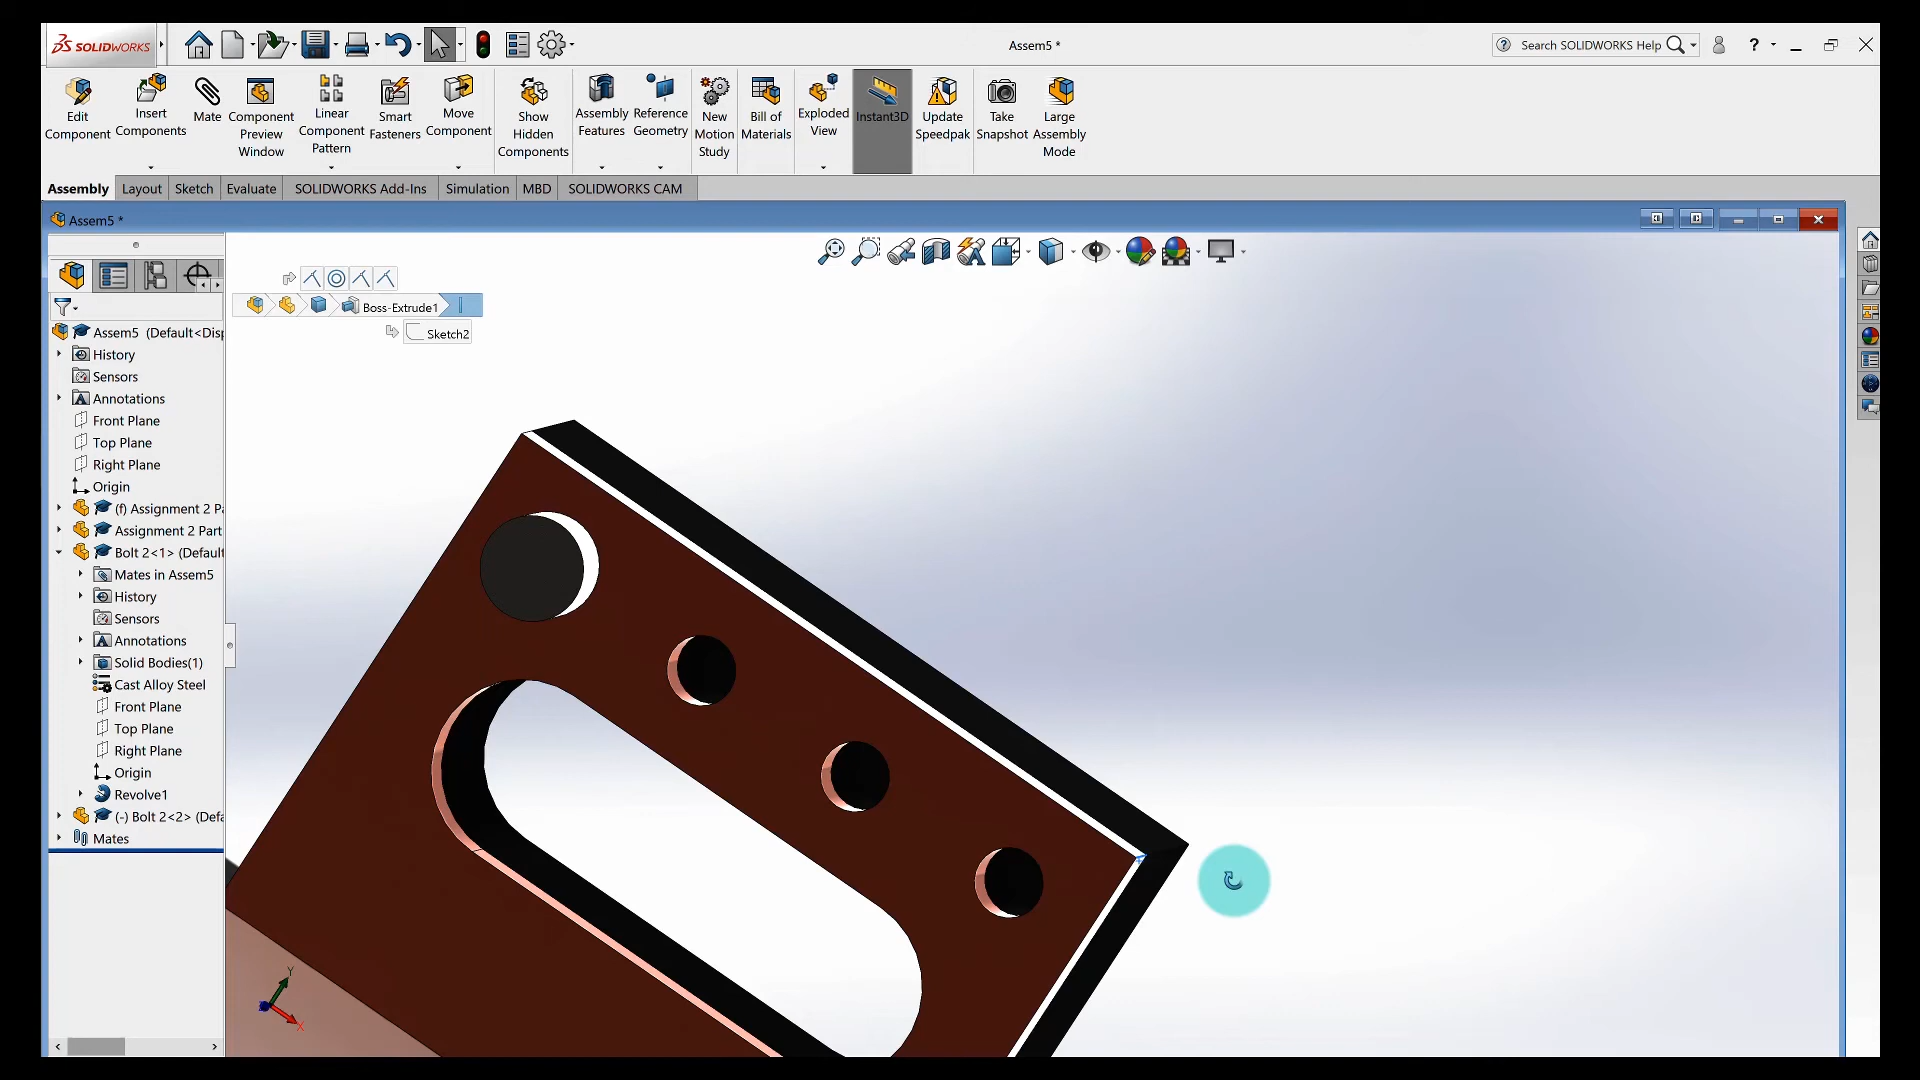 SOLIDWORKS
Assem5 *
Search SOLIDWORKS Help
?
Edit Component
Insert Components
Mate
Component Preview Window
Linear Component Pattern
Smart Fasteners
Move Component
Show Hidden Components
Assembly Features
Reference Geometry
New Motion Study
Bill of Materials
Exploded View
Instant3D
Update Speedpak
Take Snapshot
Large Assembly Mode
Assembly
Layout
Sketch
Evaluate
SOLIDWORKS Add-Ins
Simulation
MBD
SOLIDWORKS CAM
Assem5 *
Boss-Extrude1
Sketch2
Assem5 (Default<Disp
History
Sensors
Annotations
Front Plane
Top Plane
Right Plane
Origin
(f) Assignment 2 Pa
Assignment 2 Part
Bolt 2<1> (Default
Mates in Assem5
History
Sensors
Annotations
Solid Bodies(1)
Cast Alloy Steel
Front Plane
Top Plane
Right Plane
Origin
Revolve1
(-) Bolt 2<2> (Defa
Mates
Y
X